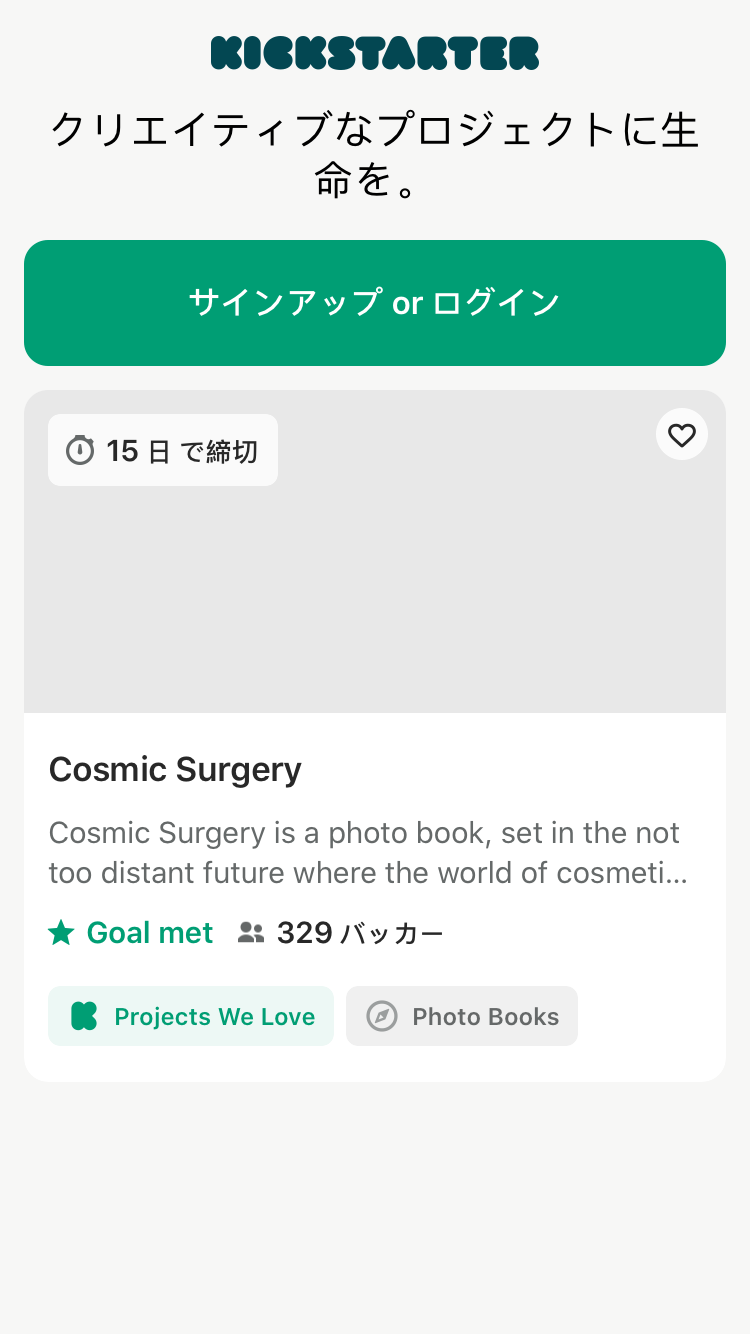 KICKSTARTER
クリエイティブなプロジェクトに生
命を。
サインアップ or ログイン
15 日 で締切
Cosmic Surgery
Cosmic Surgery is a photo book, set in the not
too distant future where the world of cosmeti...
Goal met 329 バッカー
Projects We Love Photo Books